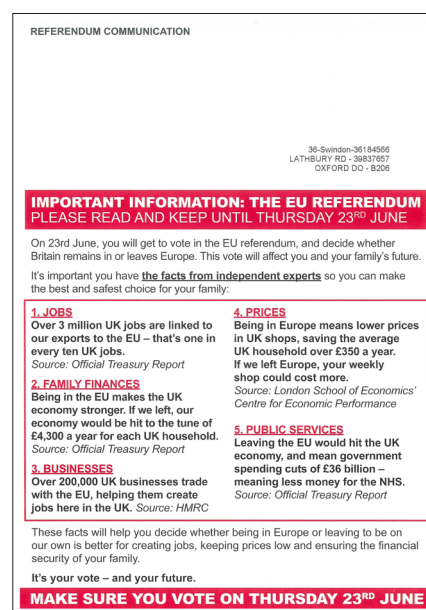 REFERENDUM COMMUNICATION
36-Swindon-36184566
LATHBURY RD - 39837657
OXFORD DO - B206
IMPORTANT INFORMATION: THE EU REFERENDUM
PLEASE READ AND KEEP UNTIL THURSDAY 23RD JUNE
On 23rd June, you will get to vote in the EU referendum, and decide whether
Britain remains in or leaves Europe. This vote will affect you and your family's future.
It's important you have the facts from independent experts so you can make
the best and safest choice for your family:
1. JOBS
Over 3 million UK jobs are linked to
our exports to the EU – that's one in
every ten UK jobs.
Source: Official Treasury Report
2. FAMILY FINANCES
Being in the EU makes the UK
economy stronger. If we left, our
economy would be hit to the tune of
£4,300 a year for each UK household.
Source: Official Treasury Report
3. BUSINESSES
Over 200,000 UK businesses trade
with the EU, helping them create
jobs here in the UK. Source: HMRC
4. PRICES
Being in Europe means lower prices
in UK shops, saving the average
UK household over £350 a year.
If we left Europe, your weekly
shop could cost more.
Source: London School of Economics'
Centre for Economic Performance
5. PUBLIC SERVICES
Leaving the EU would hit the UK
economy, and mean government
spending cuts of £36 billion –
meaning less money for the NHS.
Source: Official Treasury Report
These facts will help you decide whether being in Europe or leaving to be on
our own is better for creating jobs, keeping prices low and ensuring the financial
security of your family.
It's your vote – and your future.
MAKE SURE YOU VOTE ON THURSDAY 23RD JUNE